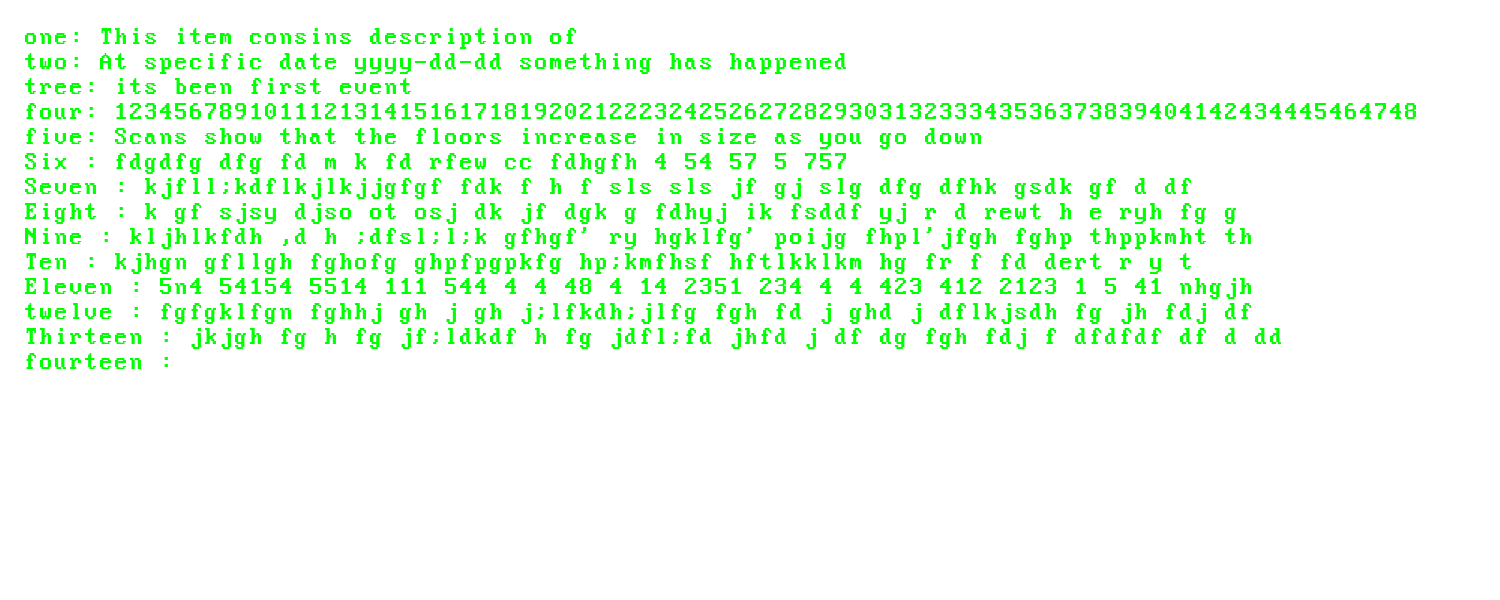 one: This item consins description of
two: At specific date yyyy-dd-dd something has happened
tree: its been first event
four: 123456789101112131415161718192021222324252627282930313233343536373839404142434445464748
five: Scans show that the floors increase in size as you go down
Six : fdgdfg dfg fd m k fd rfew cc fdhgfh 4 54 57 5 757
Seven : kjfll;kdflkjlkjjgfgf fdk f h f sls sls jf gj slg dfg dfhk gsdk gf d df
Eight : k gf sjsy djso ot osj dk jf dgk g fdhyj ik fsddf yj r d rewt h e ryh fg g
Nine : kljhlkfdh ,d h ;dfsl;l;k gfhgf' ry hgklfg' poijg fhpl'jfgh fghp thppkmht th
Ten : kjhgn gfllgh fghofg ghpfpgpkfg hp;kmfhsf hftlkklkm hg fr f fd dert r y t
Eleven : 5n4 54154 5514 111 544 4 4 48 4 14 2351 234 4 4 423 412 2123 1 5 41 nhgjh
twelve : fgfgklfgn fghhj gh j gh j;lfkdh;jlfg fgh fd j ghd j dflkjsdh fg jh fdj df
Thirteen : jkjgh fg h fg jf;ldkdf h fg jdfl;fd jhfd j df dg fgh fdj f dfdfdf df d dd
fourteen :